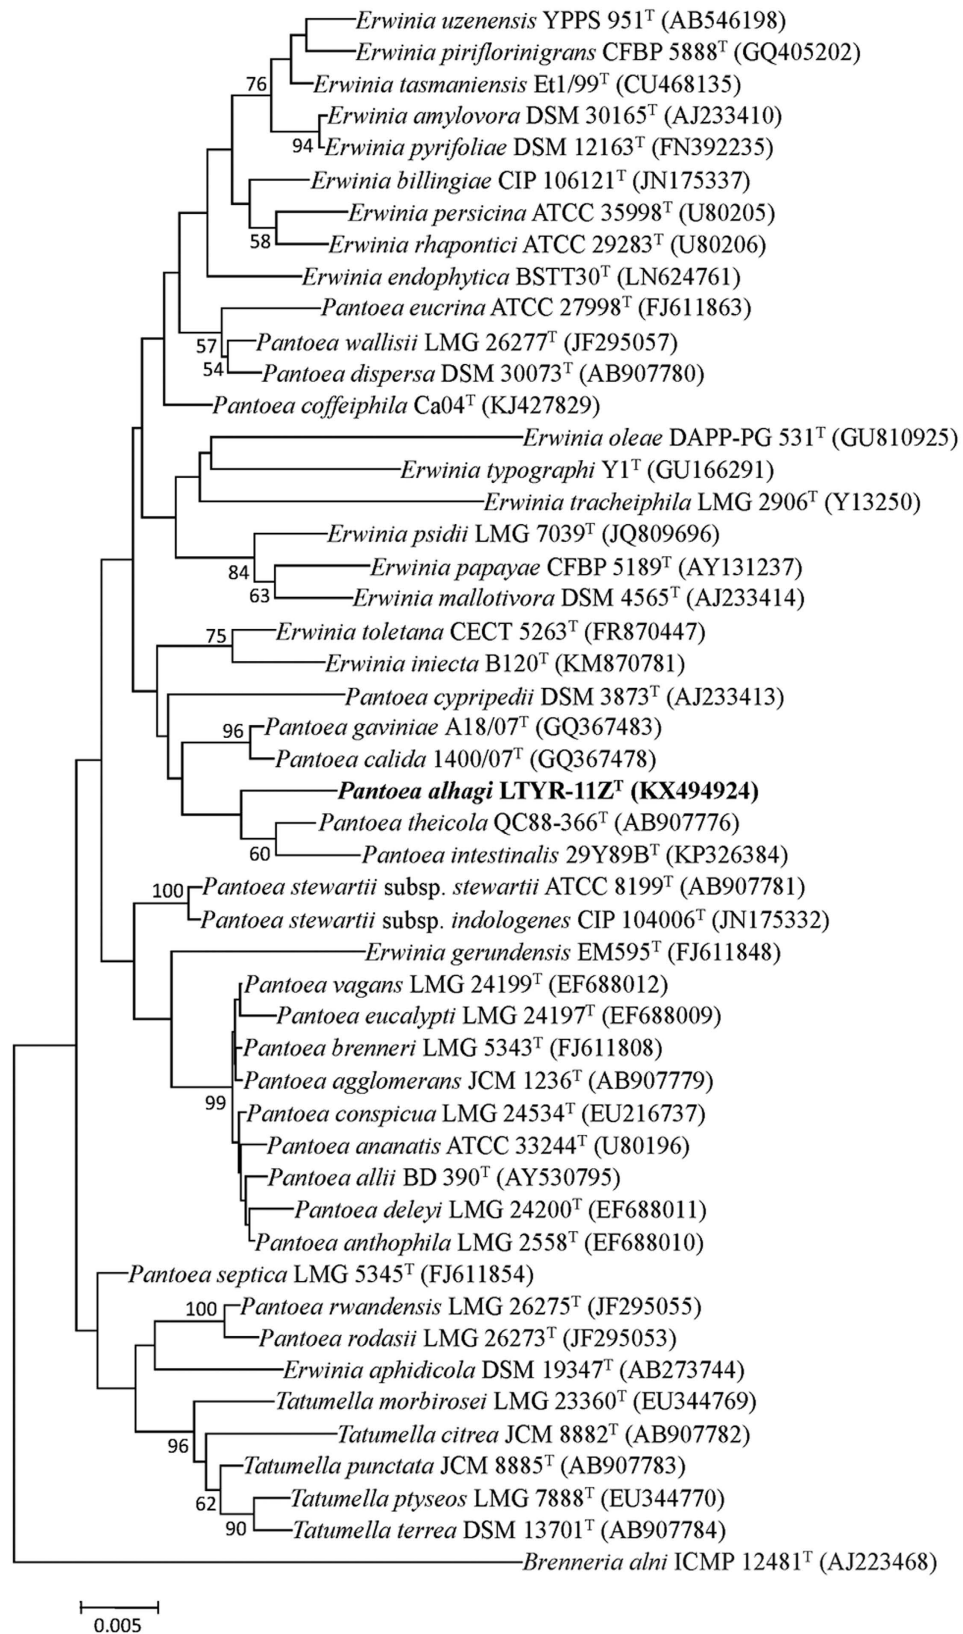 Erwinia uzenensis YPPS 951ᵀ (AB546198)
Erwinia piriflorinigrans CFBP 5888ᵀ (GQ405202)
Erwinia tasmaniensis Et1/99ᵀ (CU468135)
76
Erwinia amylovora DSM 30165ᵀ (AJ233410)
94
Erwinia pyrifoliae DSM 12163ᵀ (FN392235)
Erwinia billingiae CIP 106121ᵀ (JN175337)
Erwinia persicina ATCC 35998ᵀ (U80205)
58
Erwinia rhapontici ATCC 29283ᵀ (U80206)
Erwinia endophytica BSTT30ᵀ (LN624761)
Pantoea eucrina ATCC 27998ᵀ (FJ611863)
57
Pantoea wallisii LMG 26277ᵀ (JF295057)
54
Pantoea dispersa DSM 30073ᵀ (AB907780)
Pantoea coffeiphila Ca04ᵀ (KJ427829)
Erwinia oleae DAPP-PG 531ᵀ (GU810925)
Erwinia typographi Y1ᵀ (GU166291)
Erwinia tracheiphila LMG 2906ᵀ (Y13250)
Erwinia psidii LMG 7039ᵀ (JQ809696)
84
Erwinia papayae CFBP 5189ᵀ (AY131237)
63
Erwinia mallotivora DSM 4565ᵀ (AJ233414)
75
Erwinia toletana CECT 5263ᵀ (FR870447)
Erwinia iniecta B120ᵀ (KM870781)
Pantoea cypripedii DSM 3873ᵀ (AJ233413)
96
Pantoea gaviniae A18/07ᵀ (GQ367483)
Pantoea calida 1400/07ᵀ (GQ367478)
Pantoea alhagi LTYR-11Zᵀ (KX494924)
Pantoea theicola QC88-366ᵀ (AB907776)
60
Pantoea intestinalis 29Y89Bᵀ (KP326384)
100
Pantoea stewartii subsp. stewartii ATCC 8199ᵀ (AB907781)
Pantoea stewartii subsp. indologenes CIP 104006ᵀ (JN175332)
Erwinia gerundensis EM595ᵀ (FJ611848)
Pantoea vagans LMG 24199ᵀ (EF688012)
Pantoea eucalypti LMG 24197ᵀ (EF688009)
Pantoea brenneri LMG 5343ᵀ (FJ611808)
Pantoea agglomerans JCM 1236ᵀ (AB907779)
99
Pantoea conspicua LMG 24534ᵀ (EU216737)
Pantoea ananatis ATCC 33244ᵀ (U80196)
Pantoea allii BD 390ᵀ (AY530795)
Pantoea deleyi LMG 24200ᵀ (EF688011)
Pantoea anthophila LMG 2558ᵀ (EF688010)
Pantoea septica LMG 5345ᵀ (FJ611854)
100
Pantoea rwandensis LMG 26275ᵀ (JF295055)
Pantoea rodasii LMG 26273ᵀ (JF295053)
Erwinia aphidicola DSM 19347ᵀ (AB273744)
Tatumella morbirosei LMG 23360ᵀ (EU344769)
96
Tatumella citrea JCM 8882ᵀ (AB907782)
Tatumella punctata JCM 8885ᵀ (AB907783)
62
Tatumella ptyseos LMG 7888ᵀ (EU344770)
90
Tatumella terrea DSM 13701ᵀ (AB907784)
Brenneria alni ICMP 12481ᵀ (AJ223468)
0.005